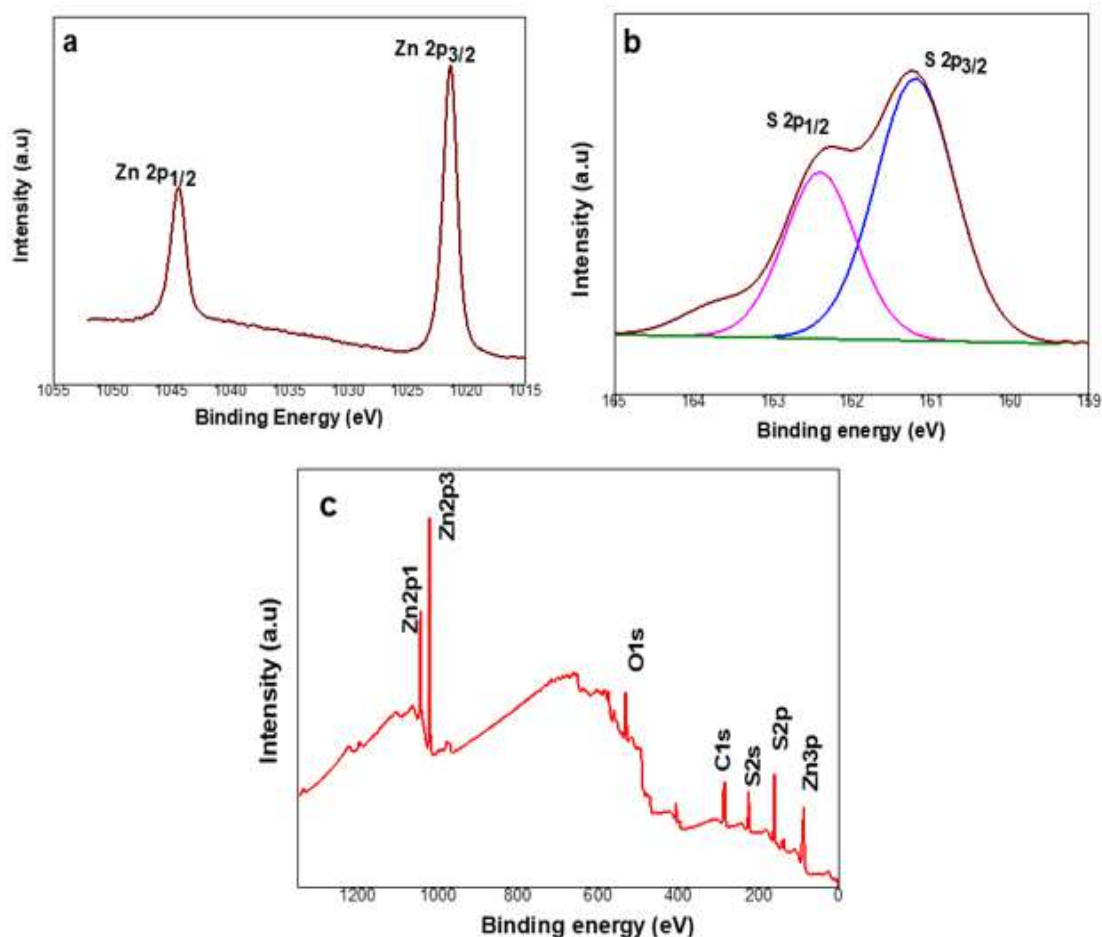 a
Zn 2p3/2
Zn 2p1/2
Intensity (a.u)
1055 1050 1045 1040 1035 1030 1025 1020 1015
Binding Energy (eV)
b
S 2p3/2
S 2p1/2
Intensity (a.u)
165 164 163 162 161 160 159
Binding energy (eV)
c
Zn2p3
Zn2p1
O1s
C1s
S2s
S2p
Zn3p
Intensity (a.u)
1200 1000 800 600 400 200 0
Binding energy (eV)